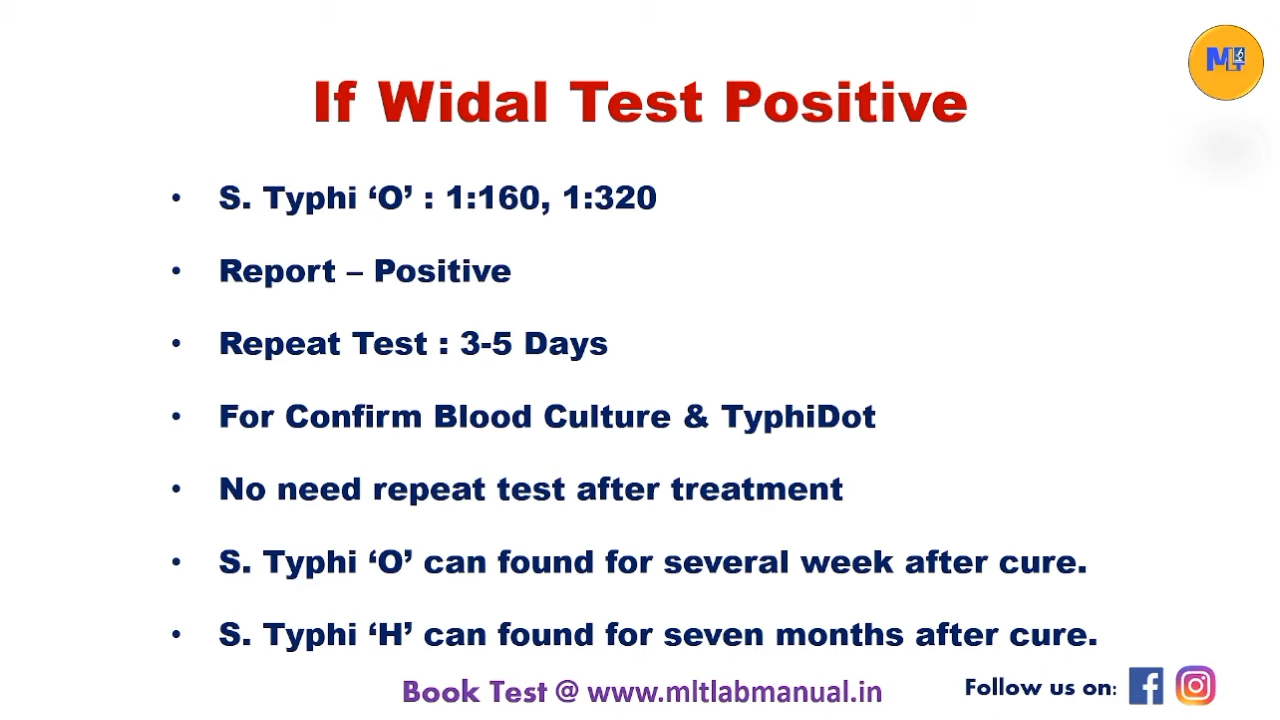 MLT
If Widal Test Positive
• S. Typhi ‘O’ : 1:160, 1:320
• Report – Positive
• Repeat Test : 3-5 Days
• For Confirm Blood Culture & TyphiDot
• No need repeat test after treatment
• S. Typhi ‘O’ can found for several week after cure.
• S. Typhi ‘H’ can found for seven months after cure.
Book Test @ www.mltlabmanual.in
Follow us on: